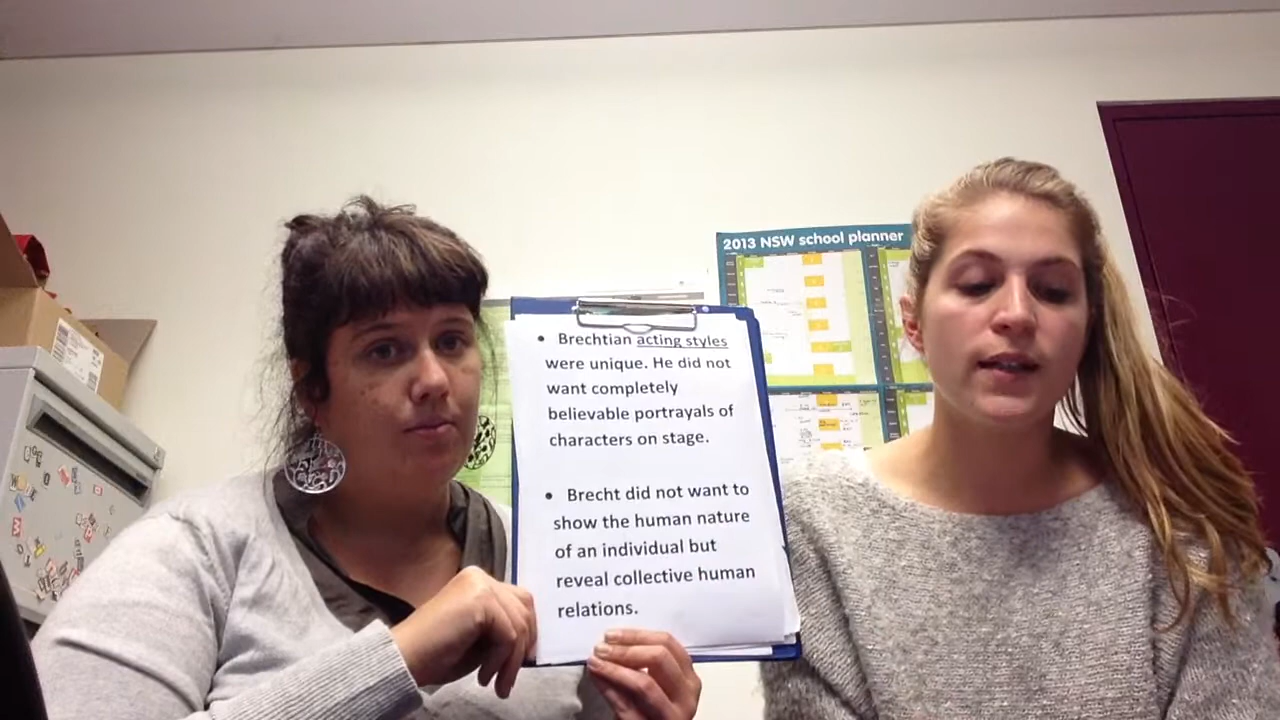 2013 NSW school planner
• Brechtian acting styles
were unique. He did not
want completely
believable portrayals of
characters on stage.
• Brecht did not want to
show the human nature
of an individual but
reveal collective human
relations.